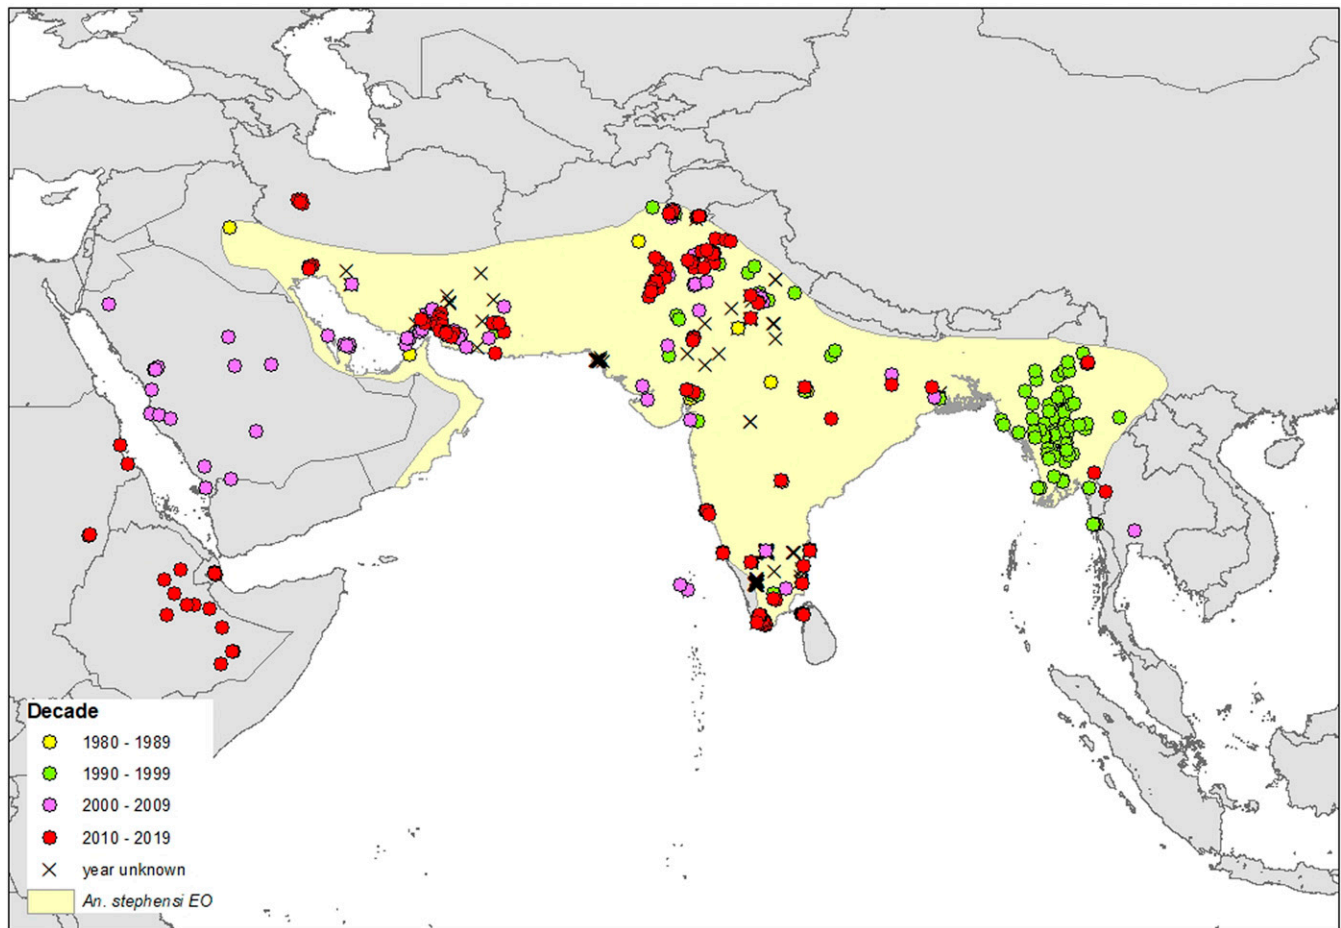 Decade
1980 - 1989
1990 - 1999
2000 - 2009
2010 - 2019
year unknown
An. stephensi EO